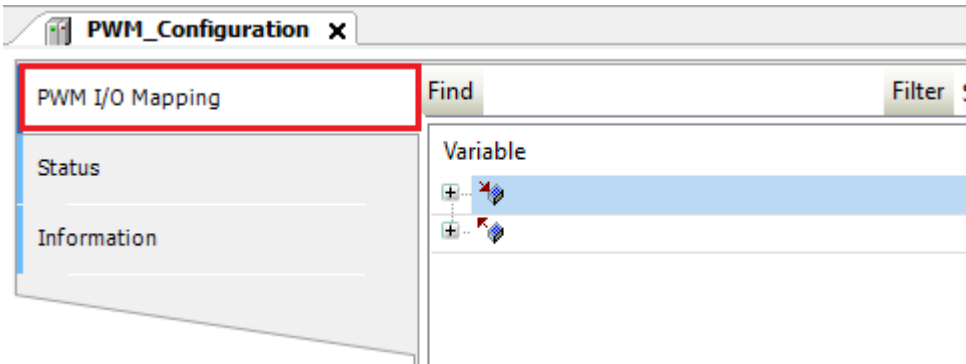 PWM_Configuration x
PWM I/O Mapping
Status
Information
Find
Filter
Variable